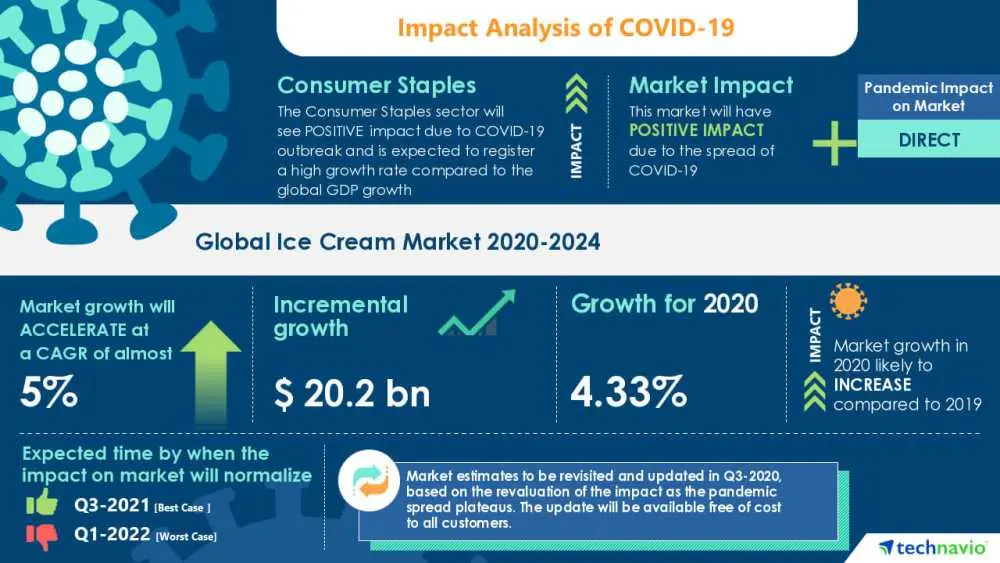 Impact Analysis of COVID-19
Consumer Staples
The Consumer Staples sector will
see POSITIVE impact due to COVID-19
outbreak and is expected to register
a high growth rate compared to the
global GDP growth
IMPACT
Market Impact
This market will have
POSITIVE IMPACT
due to the spread of
COVID-19
Pandemic Impact
on Market
DIRECT
Global Ice Cream Market 2020-2024
Market growth will
ACCELERATE at
a CAGR of almost
5%
Incremental
growth
$ 20.2 bn
Growth for 2020
4.33%
IMPACT
Market growth in
2020 likely to
INCREASE
compared to 2019
Expected time by when the
impact on market will normalize
Q3-2021 [Best Case ]
Q1-2022 [Worst Case]
Market estimates to be revisited and updated in Q3-2020,
based on the revaluation of the impact as the pandemic
spread plateaus. The update will be available free of cost
to all customers.
technavio